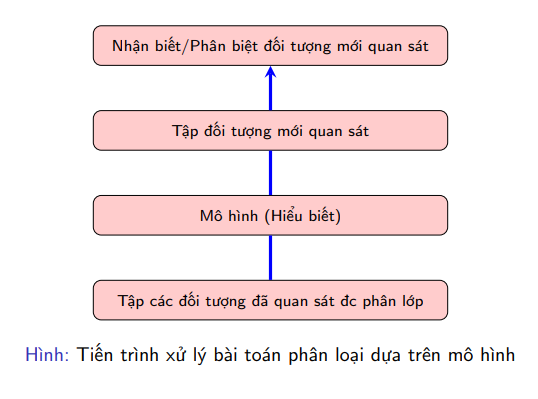 Nhận biết/Phân biệt đối tượng mới quan sát
Tập đối tượng mới quan sát
Mô hình (Hiểu biết)
Tập các đối tượng đã quan sát đc phân lớp
Hình: Tiến trình xử lý bài toán phân loại dựa trên mô hình